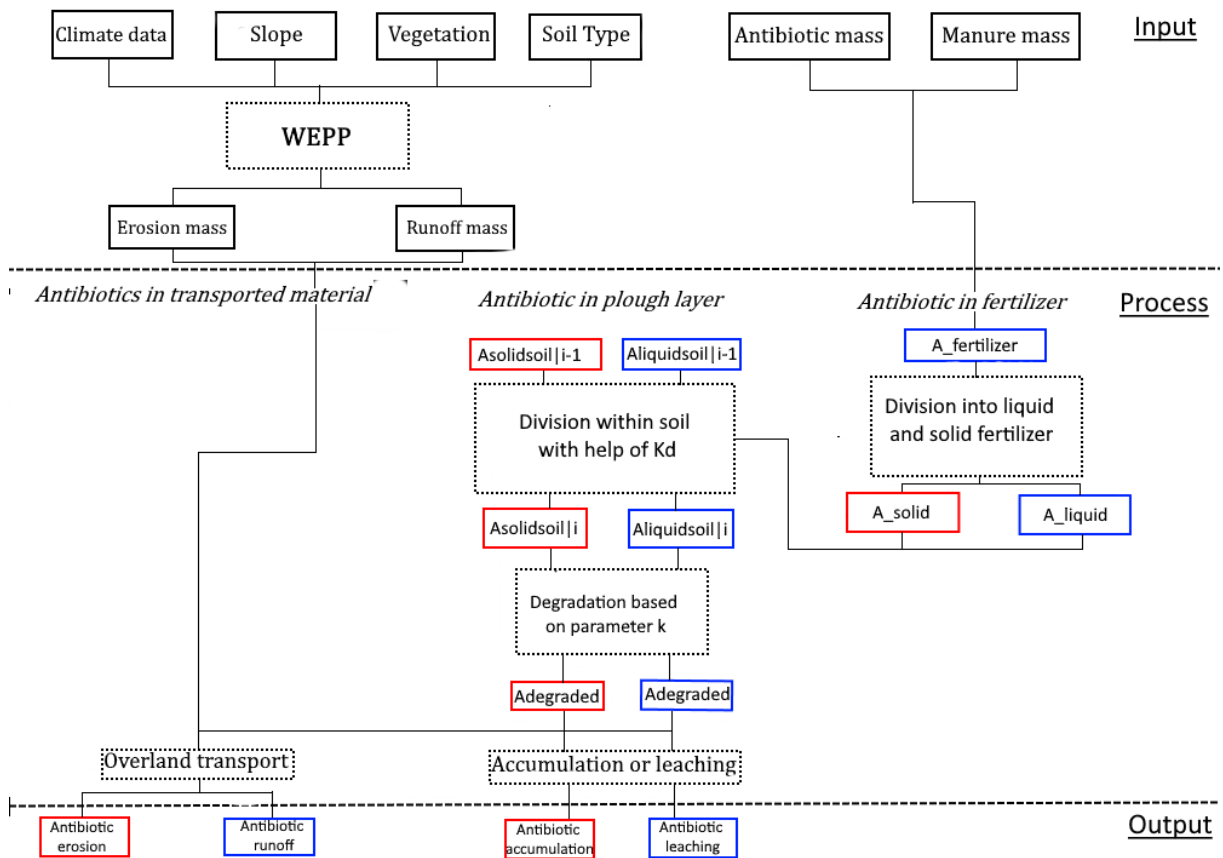 Climate data
Slope
Vegetation
Soil Type
Antibiotic mass
Manure mass
Input
WEPP
Erosion mass
Runoff mass
Antibiotics in transported material
Antibiotic in plough layer
Antibiotic in fertilizer
Process
A_fertilizer
Asolidsoil|i-1
Aliquidsoil|i-1
Division within soil
with help of Kd
Division into liquid
and solid fertilizer
A_solid
A_liquid
Asolidsoil|i
Aliquidsoil|i
Degradation based
on parameter k
Adegraded
Adegraded
Overland transport
Accumulation or leaching
Antibiotic
erosion
Antibiotic
runoff
Antibiotic
accumulation
Antibiotic
leaching
Output